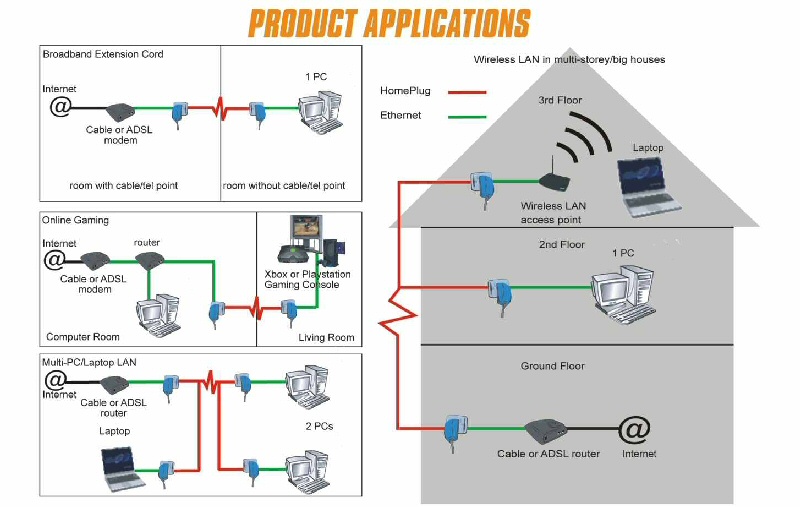 PRODUCT APPLICATIONS
Broadband Extension Cord
Internet
@
Cable or ADSL
modem
1 PC
room with cable/tel point
room without cable/tel point
Online Gaming
Internet
@
router
Cable or ADSL
modem
Xbox or Playstation
Gaming Console
Computer Room
Living Room
Multi-PC/Laptop LAN
@
Internet
Cable or ADSL
router
Laptop
2 PCs
Wireless LAN in multi-storey/big houses
HomePlug
Ethernet
3rd Floor
Laptop
Wireless LAN
access point
2nd Floor
1 PC
Ground Floor
@
Cable or ADSL router
Internet